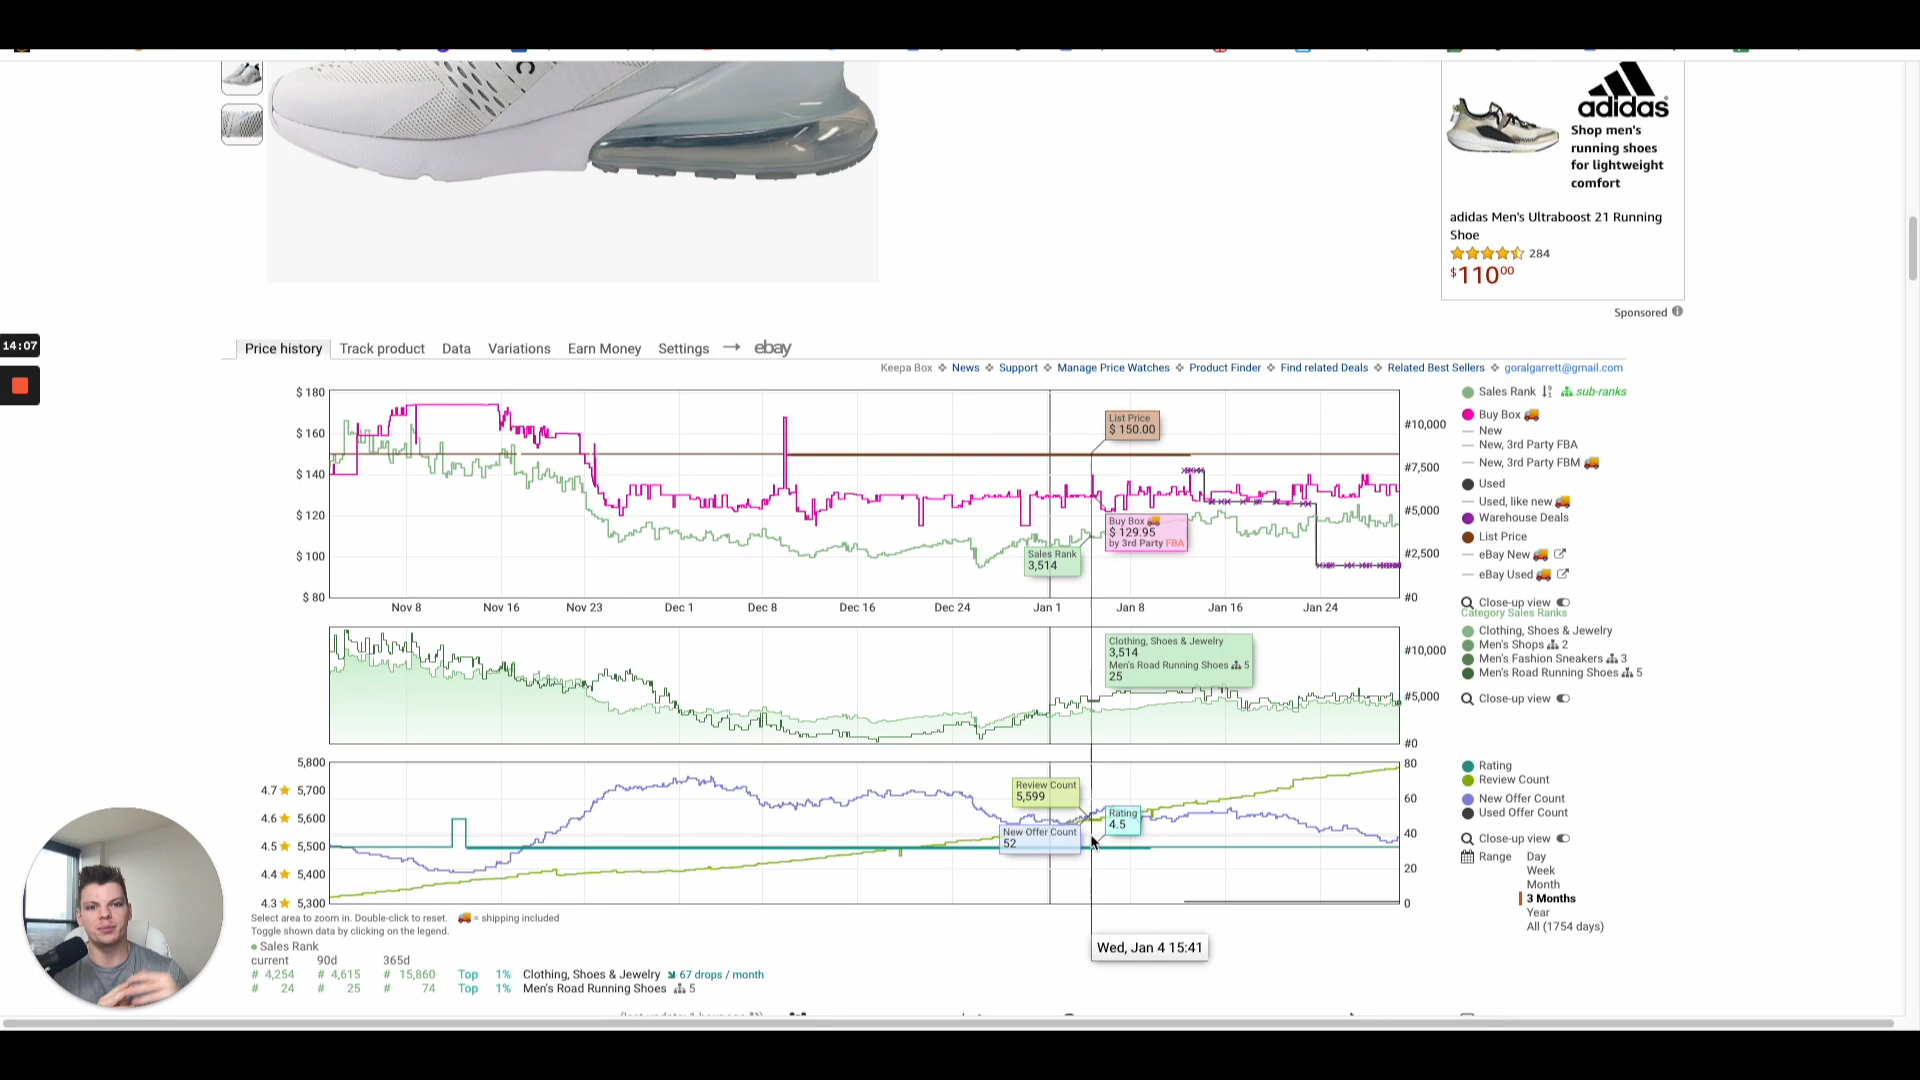 adidas
Shop men's
running shoes
for lightweight
comfort
adidas Men's Ultraboost 21 Running
Shoe
284
$11000
Sponsored
14:07
Price history Track product Data Variations Earn Money Settings → ebay
Keepa Box News Support Manage Price Watches Product Finder Find related Deals Related Best Sellers goralgarrett@gmail.com
$ 180
$ 160
$ 140
$ 120
$ 100
$ 80
List Price
$ 150.00
Buy Box
$ 129.95
by 3rd Party FBA
Sales Rank
3,514
#10,000
#7,500
#5,000
#2,500
#0
Nov 8 Nov 16 Nov 23 Dec 1 Dec 8 Dec 16 Dec 24 Jan 1 Jan 8 Jan 16 Jan 24
Sales Rank sub-ranks
Buy Box
New
New, 3rd Party FBA
New, 3rd Party FBM
Used
Used, like new
Warehouse Deals
List Price
eBay New
eBay Used
Close-up view
Category Sales Ranks
Clothing, Shoes & Jewelry
3,514
Men's Road Running Shoes 5
25
#10,000
#5,000
#0
Clothing, Shoes & Jewelry
Men's Shops 2
Men's Fashion Sneakers 3
Men's Road Running Shoes 5
Close-up view
5,800
4.7 5,700
4.6 5,600
4.5 5,500
4.4 5,400
4.3 5,300
Review Count
5,599
Rating
4.5
New Offer Count
52
80
60
40
20
0
Rating
Review Count
New Offer Count
Used Offer Count
Close-up view
Range Day
Week
Month
3 Months
Year
All (1754 days)
Select area to zoom in. Double-click to reset. = shipping included
Toggle shown data by clicking on the legend.
Wed, Jan 4 15:41
Sales Rank
current 90d 365d
# 4,254 # 4,615 # 15,860 Top 1% Clothing, Shoes & Jewelry 67 drops / month
# 24 # 25 # 74 Top 1% Men's Road Running Shoes 5